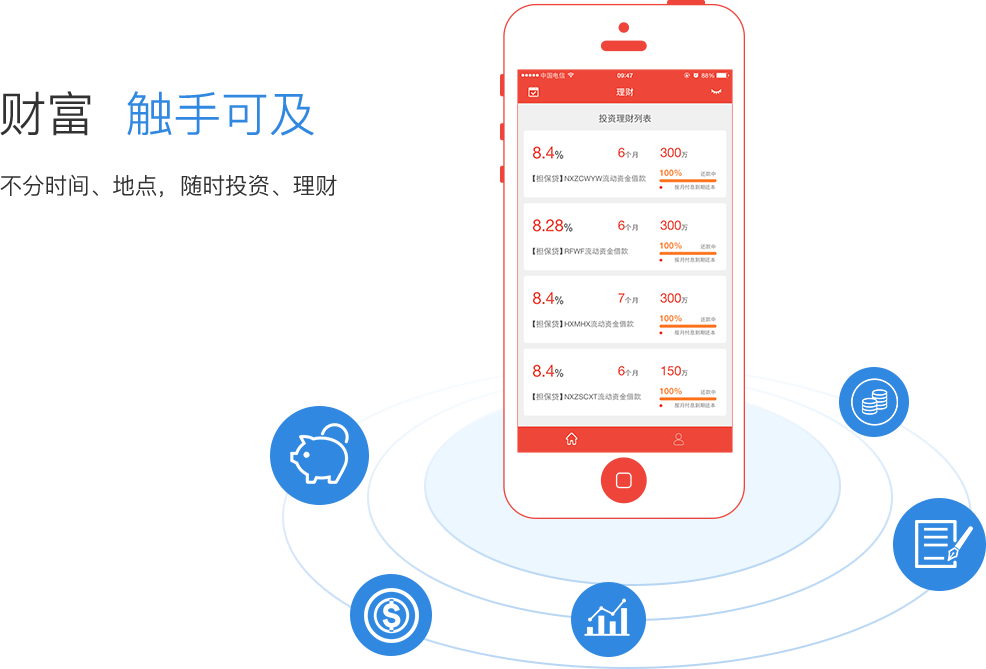 财富 触手可及
不分时间、地点，随时投资、理财
中国电信 09:47 88%
理财
投资理财列表
8.4% 6个月 300万
【担保贷】NXZCWYW流动资金借款 100% 还款中
按月付息到期还本
8.28% 6个月 300万
【担保贷】RFWF流动资金借款 100% 还款中
按月付息到期还本
8.4% 7个月 300万
【担保贷】HXMHX流动资金借款 100% 还款中
按月付息到期还本
8.4% 6个月 150万
【担保贷】NXZSCXT流动资金借款 100% 还款中
按月付息到期还本
$